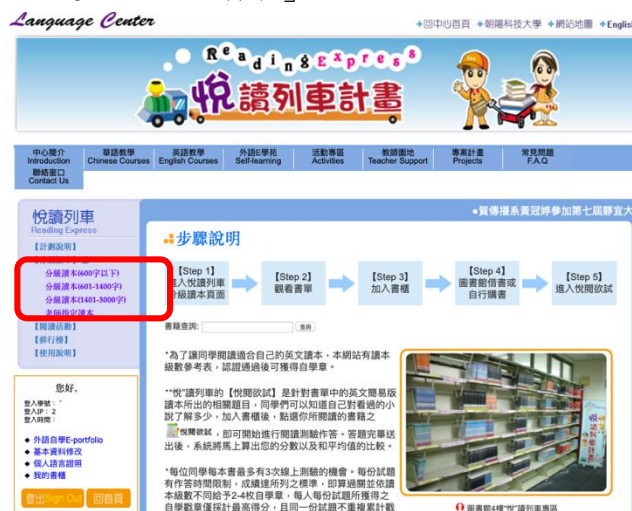 Language Center
回中心首頁 朝陽科技大學 網站地圖 English
Reading Express
悅讀列車計畫
中心簡介 華語教學 英語教學 外語E學苑 活動專區 教師園地 專案計畫 常見問題
Introduction Chinese Courses English Courses Self-learning Activities Teacher Support Projects F.A.Q
聯絡窗口
Contact Us
悅讀列車
Reading Express
•賀傳播系黃冠婷參加第七屆靜宜大
【計劃說明】
步驟說明
分級讀本(600字以下)
分級讀本(601-1400字)
分級讀本(1401-3000字)
老師指定讀本
【閱讀活動】
【排行榜】
【使用說明】
【Step 1】
進入悅讀列車
分級讀本頁面
【Step 2】
觀看書單
【Step 3】
加入書櫃
【Step 4】
圖書館借書或
自行購書
【Step 5】
進入悅閱欲試
書籍查詢: 查詢
*為了讓同學閱讀適合自己的英文讀本，本網站有讀本
級數參考表，認證通過後可獲得自學章。
*"悅"讀列車的【悅閱欲試】是針對書單中的英文簡易版
讀本所出的相關題目，同學們可以知道自己對看過的小
說了解多少，加入書櫃後，點選你所閱讀的書籍之
悅閱欲試，即可開始進行閱讀測驗作答。答題完畢送
出後，系統將馬上算出您的分數以及和平均值的比較。
*每位同學每本書最多有3次線上測驗的機會。每份試題
有作答時間限制，成績達所列之標準，即算過關並依讀
本級數不同給予2-4枚自學章，每人每份試題所獲得之
自學戳章僅採計最高得分，且同一份試題不重複累計戳
您好,
登入學號：
登入IP：2
登入時間：
外語自學E-portfolio
基本資料修改
個人語言證照
我的書櫃
登出Sign Out 回首頁
圖書館4樓"悅"讀列車專區